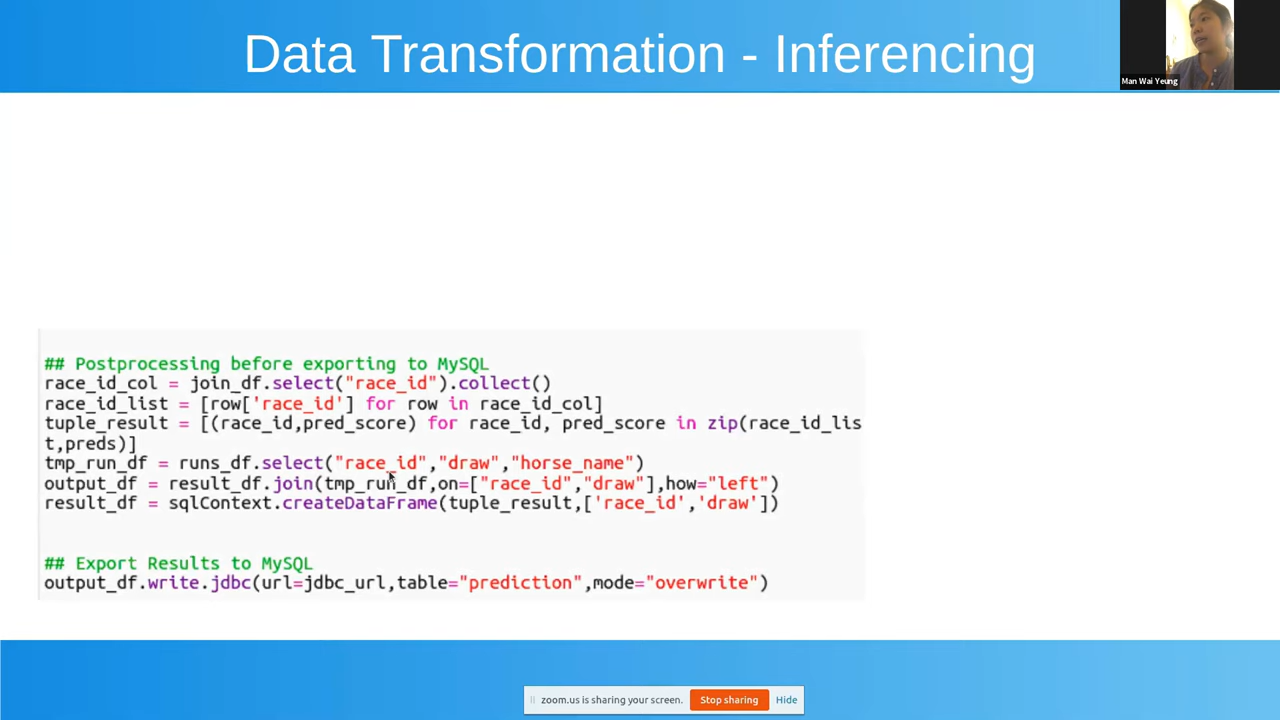 Data Transformation - Inferencing
Man Wai Yeung
## Postprocessing before exporting to MySQL
race_id_col = join_df.select("race_id").collect()
race_id_list = [row['race_id'] for row in race_id_col]
tuple_result = [(race_id,pred_score) for race_id, pred_score in zip(race_id_lis
t,preds)]
tmp_run_df = runs_df.select("race_id","draw","horse_name")
output_df = result_df.join(tmp_run_df,on=["race_id","draw"],how="left")
result_df = sqlContext.createDataFrame(tuple_result,['race_id','draw'])
## Export Results to MySQL
output_df.write.jdbc(url=jdbc_url,table="prediction",mode="overwrite")
zoom.us is sharing your screen. Stop sharing Hide